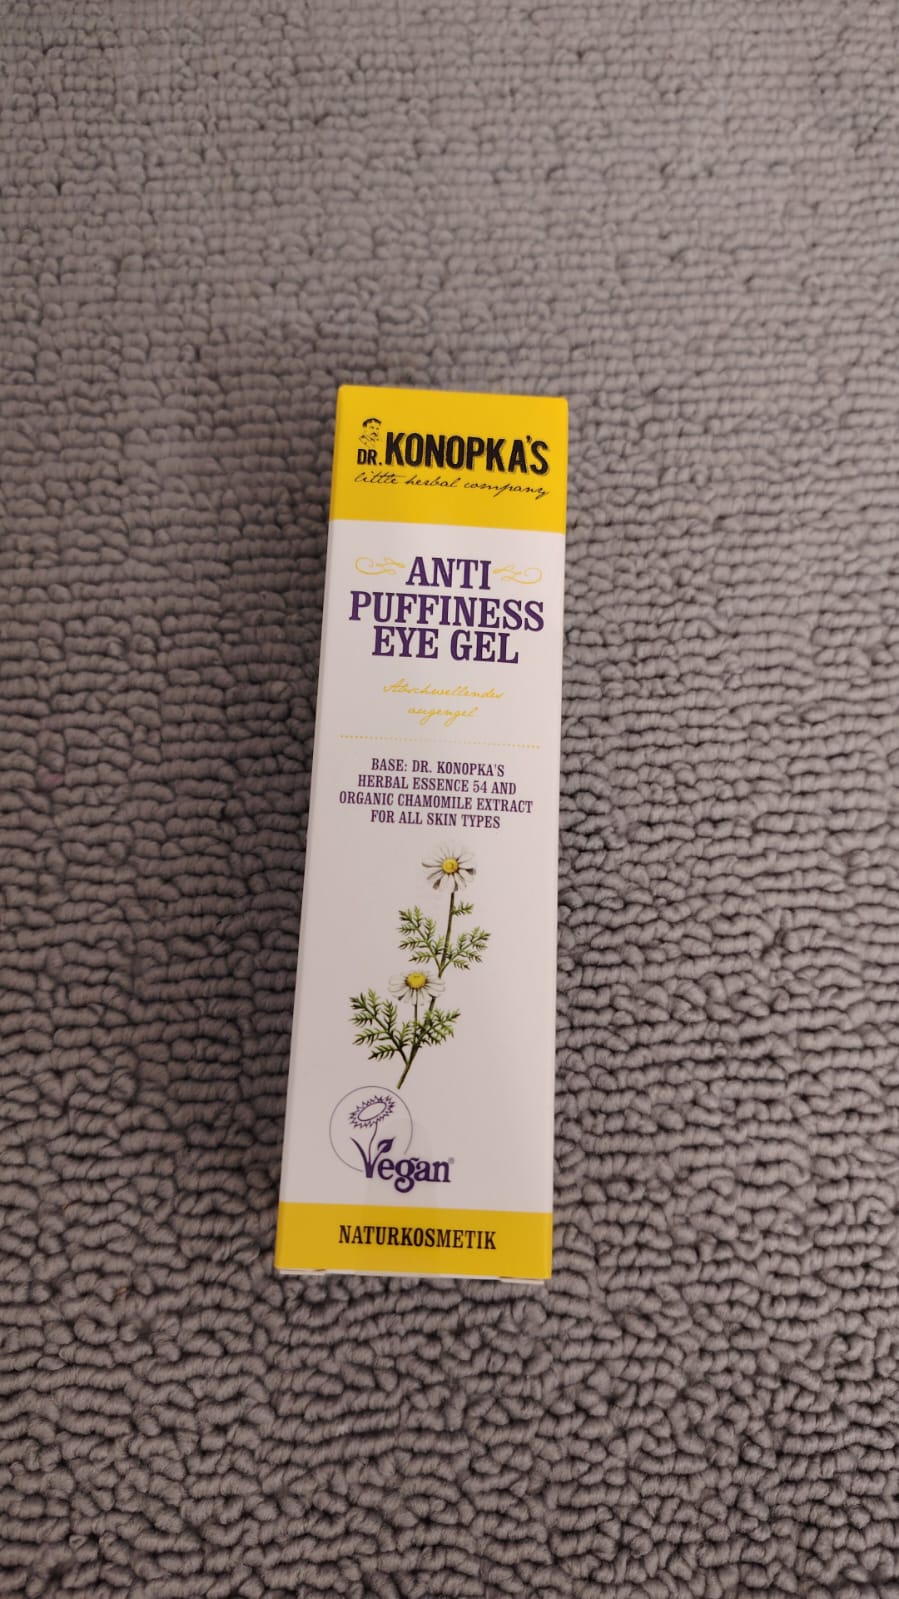 DR. KONOPKA'S
little herbal company
ANTI
PUFFINESS
EYE GEL
Abschwellendes
augengel
BASE: DR. KONOPKA'S
HERBAL ESSENCE 54 AND
ORGANIC CHAMOMILE EXTRACT
FOR ALL SKIN TYPES
Vegan
NATURKOSMETIK